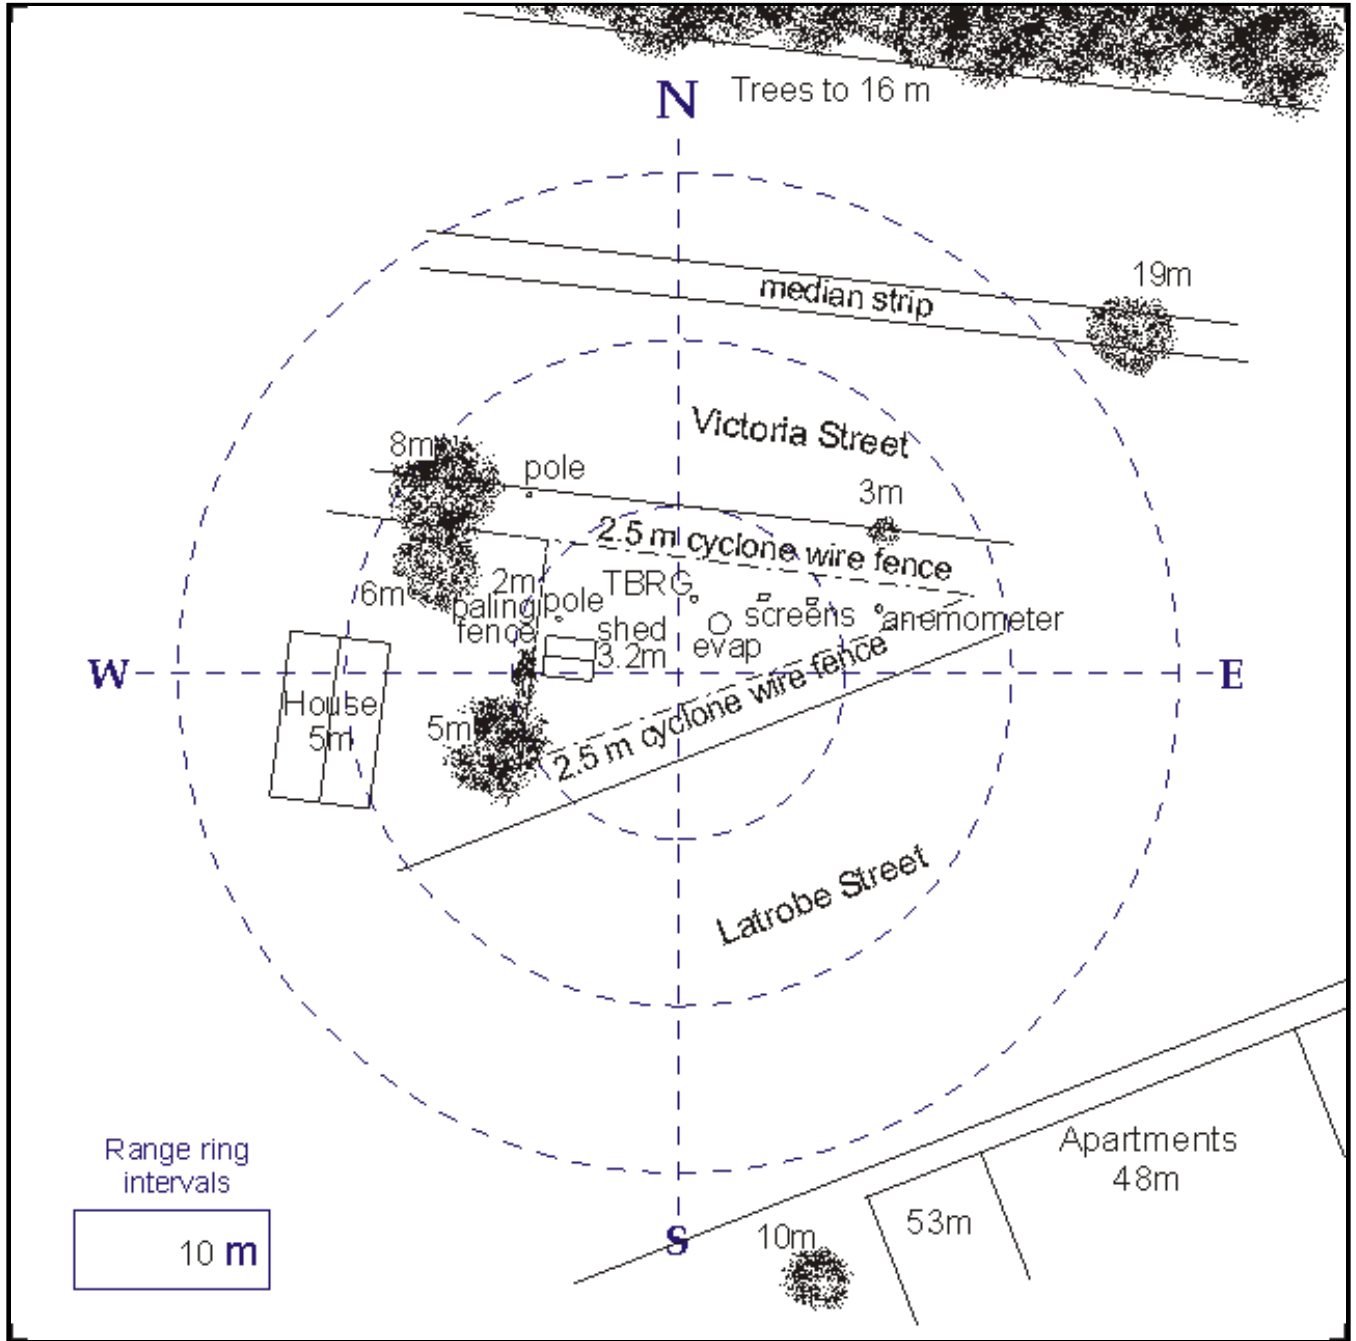 Trees to 16 m
N
19m
median strip
Victoria Street
8m
pole
3m
2.5 m cyclone wire fence
2m
TBRG
6m
paling
fence
pole
shed
3.2m
screens
evap
anemometer
W
E
House
5m
5m
2.5 m cyclone wire fence
Latrobe Street
Range ring
intervals
10 m
S
10m
53m
Apartments
48m